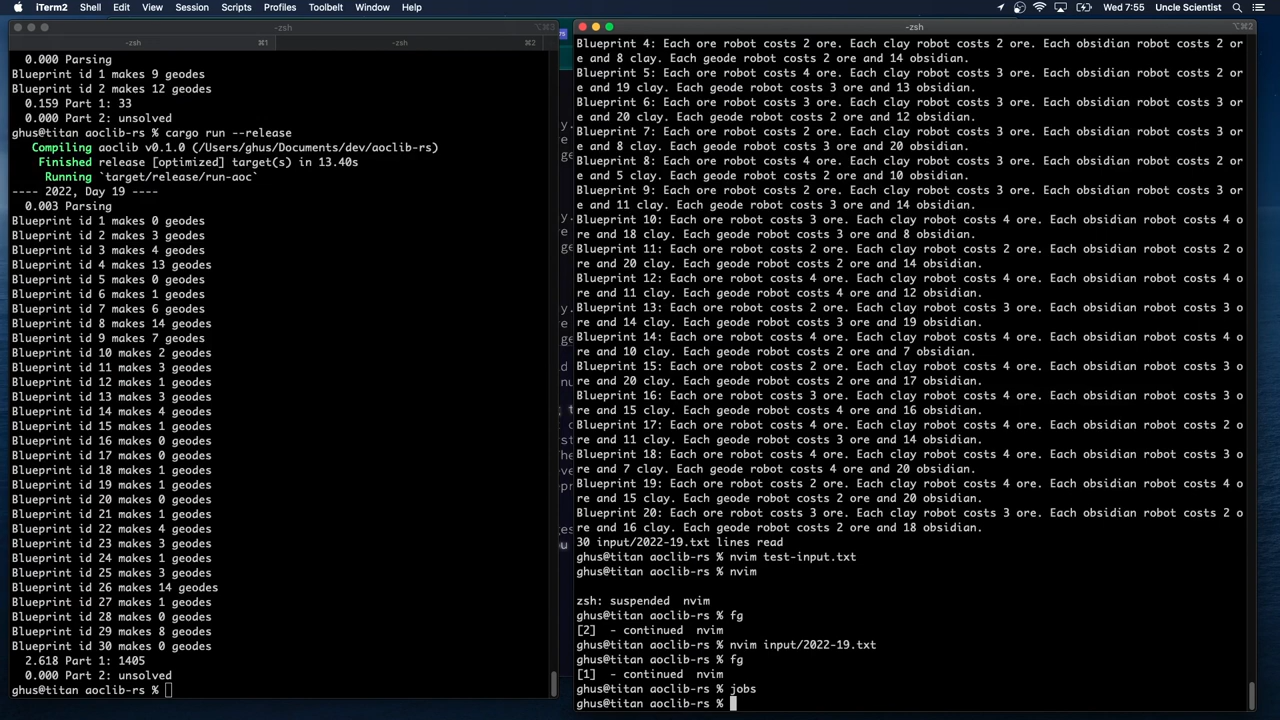 iTerm2 Shell Edit View Session Scripts Profiles Toolbelt Window Help
Wed 7:55 Uncle Scientist
-zsh ⌥⌘3
-zsh ⌘1 -zsh ⌘2
0.000 Parsing
Blueprint id 1 makes 9 geodes
Blueprint id 2 makes 12 geodes
0.159 Part 1: 33
0.000 Part 2: unsolved
ghus@titan aoclib-rs % cargo run --release
Compiling aoclib v0.1.0 (/Users/ghus/Documents/dev/aoclib-rs)
Finished release [optimized] target(s) in 13.40s
Running `target/release/run-aoc`
---- 2022, Day 19 ----
0.003 Parsing
Blueprint id 1 makes 0 geodes
Blueprint id 2 makes 3 geodes
Blueprint id 3 makes 4 geodes
Blueprint id 4 makes 13 geodes
Blueprint id 5 makes 0 geodes
Blueprint id 6 makes 1 geodes
Blueprint id 7 makes 6 geodes
Blueprint id 8 makes 14 geodes
Blueprint id 9 makes 7 geodes
Blueprint id 10 makes 2 geodes
Blueprint id 11 makes 3 geodes
Blueprint id 12 makes 1 geodes
Blueprint id 13 makes 3 geodes
Blueprint id 14 makes 4 geodes
Blueprint id 15 makes 1 geodes
Blueprint id 16 makes 0 geodes
Blueprint id 17 makes 0 geodes
Blueprint id 18 makes 1 geodes
Blueprint id 19 makes 1 geodes
Blueprint id 20 makes 0 geodes
Blueprint id 21 makes 1 geodes
Blueprint id 22 makes 4 geodes
Blueprint id 23 makes 3 geodes
Blueprint id 24 makes 1 geodes
Blueprint id 25 makes 3 geodes
Blueprint id 26 makes 14 geodes
Blueprint id 27 makes 1 geodes
Blueprint id 28 makes 0 geodes
Blueprint id 29 makes 8 geodes
Blueprint id 30 makes 0 geodes
2.618 Part 1: 1405
0.000 Part 2: unsolved
ghus@titan aoclib-rs %
-zsh ⌥⌘2
Blueprint 4: Each ore robot costs 2 ore. Each clay robot costs 2 ore. Each obsidian robot costs 2 or
e and 8 clay. Each geode robot costs 2 ore and 14 obsidian.
Blueprint 5: Each ore robot costs 4 ore. Each clay robot costs 3 ore. Each obsidian robot costs 2 or
e and 19 clay. Each geode robot costs 3 ore and 13 obsidian.
Blueprint 6: Each ore robot costs 3 ore. Each clay robot costs 3 ore. Each obsidian robot costs 3 or
e and 20 clay. Each geode robot costs 2 ore and 12 obsidian.
Blueprint 7: Each ore robot costs 2 ore. Each clay robot costs 3 ore. Each obsidian robot costs 3 or
e and 8 clay. Each geode robot costs 3 ore and 20 obsidian.
Blueprint 8: Each ore robot costs 4 ore. Each clay robot costs 3 ore. Each obsidian robot costs 4 or
e and 5 clay. Each geode robot costs 2 ore and 10 obsidian.
Blueprint 9: Each ore robot costs 2 ore. Each clay robot costs 3 ore. Each obsidian robot costs 3 or
e and 11 clay. Each geode robot costs 3 ore and 14 obsidian.
Blueprint 10: Each ore robot costs 3 ore. Each clay robot costs 4 ore. Each obsidian robot costs 4 o
re and 18 clay. Each geode robot costs 3 ore and 8 obsidian.
Blueprint 11: Each ore robot costs 2 ore. Each clay robot costs 2 ore. Each obsidian robot costs 2 o
re and 20 clay. Each geode robot costs 2 ore and 14 obsidian.
Blueprint 12: Each ore robot costs 4 ore. Each clay robot costs 4 ore. Each obsidian robot costs 4 o
re and 11 clay. Each geode robot costs 4 ore and 12 obsidian.
Blueprint 13: Each ore robot costs 2 ore. Each clay robot costs 3 ore. Each obsidian robot costs 3 o
re and 14 clay. Each geode robot costs 3 ore and 19 obsidian.
Blueprint 14: Each ore robot costs 4 ore. Each clay robot costs 4 ore. Each obsidian robot costs 4 o
re and 10 clay. Each geode robot costs 2 ore and 7 obsidian.
Blueprint 15: Each ore robot costs 2 ore. Each clay robot costs 4 ore. Each obsidian robot costs 3 o
re and 20 clay. Each geode robot costs 2 ore and 17 obsidian.
Blueprint 16: Each ore robot costs 3 ore. Each clay robot costs 4 ore. Each obsidian robot costs 3 o
re and 15 clay. Each geode robot costs 4 ore and 16 obsidian.
Blueprint 17: Each ore robot costs 4 ore. Each clay robot costs 4 ore. Each obsidian robot costs 2 o
re and 11 clay. Each geode robot costs 3 ore and 14 obsidian.
Blueprint 18: Each ore robot costs 4 ore. Each clay robot costs 4 ore. Each obsidian robot costs 3 o
re and 7 clay. Each geode robot costs 4 ore and 20 obsidian.
Blueprint 19: Each ore robot costs 2 ore. Each clay robot costs 4 ore. Each obsidian robot costs 4 o
re and 15 clay. Each geode robot costs 2 ore and 20 obsidian.
Blueprint 20: Each ore robot costs 3 ore. Each clay robot costs 3 ore. Each obsidian robot costs 2 o
re and 16 clay. Each geode robot costs 2 ore and 18 obsidian.
30 input/2022-19.txt lines read
ghus@titan aoclib-rs % nvim test-input.txt
ghus@titan aoclib-rs % nvim
zsh: suspended nvim
ghus@titan aoclib-rs % fg
[2] - continued nvim
ghus@titan aoclib-rs % nvim input/2022-19.txt
ghus@titan aoclib-rs % fg
[1] - continued nvim
ghus@titan aoclib-rs % jobs
ghus@titan aoclib-rs %